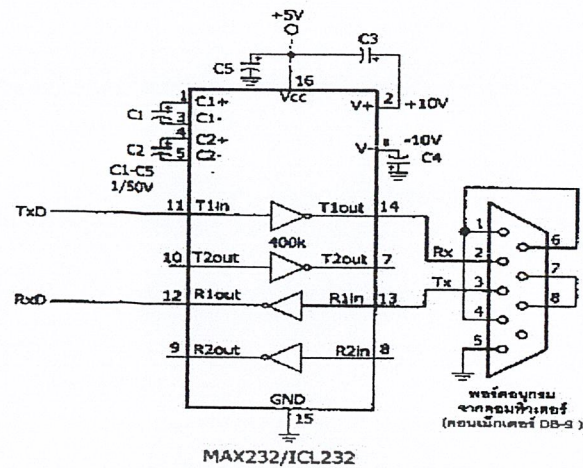 +5V
C3
C5
16
Vcc
2
V+
+10V
1
C1+
C1
3
C1-
4
C2+
C2
5
C2-
C1-C5
1/50V
V-
-10V
C4
TxD
11
T1in
T1out
14
400k
10
T2out
T2out
7
RxD
12
R1out
R1in
13
9
R2out
R2in
8
GND
15
MAX232/ICL232
Rx
Tx
1
2
3
4
5
6
7
8
พอร์ตอนุกรม
จากคอมพิวเตอร์
(คอนเน็กเตอร์ DB-9)